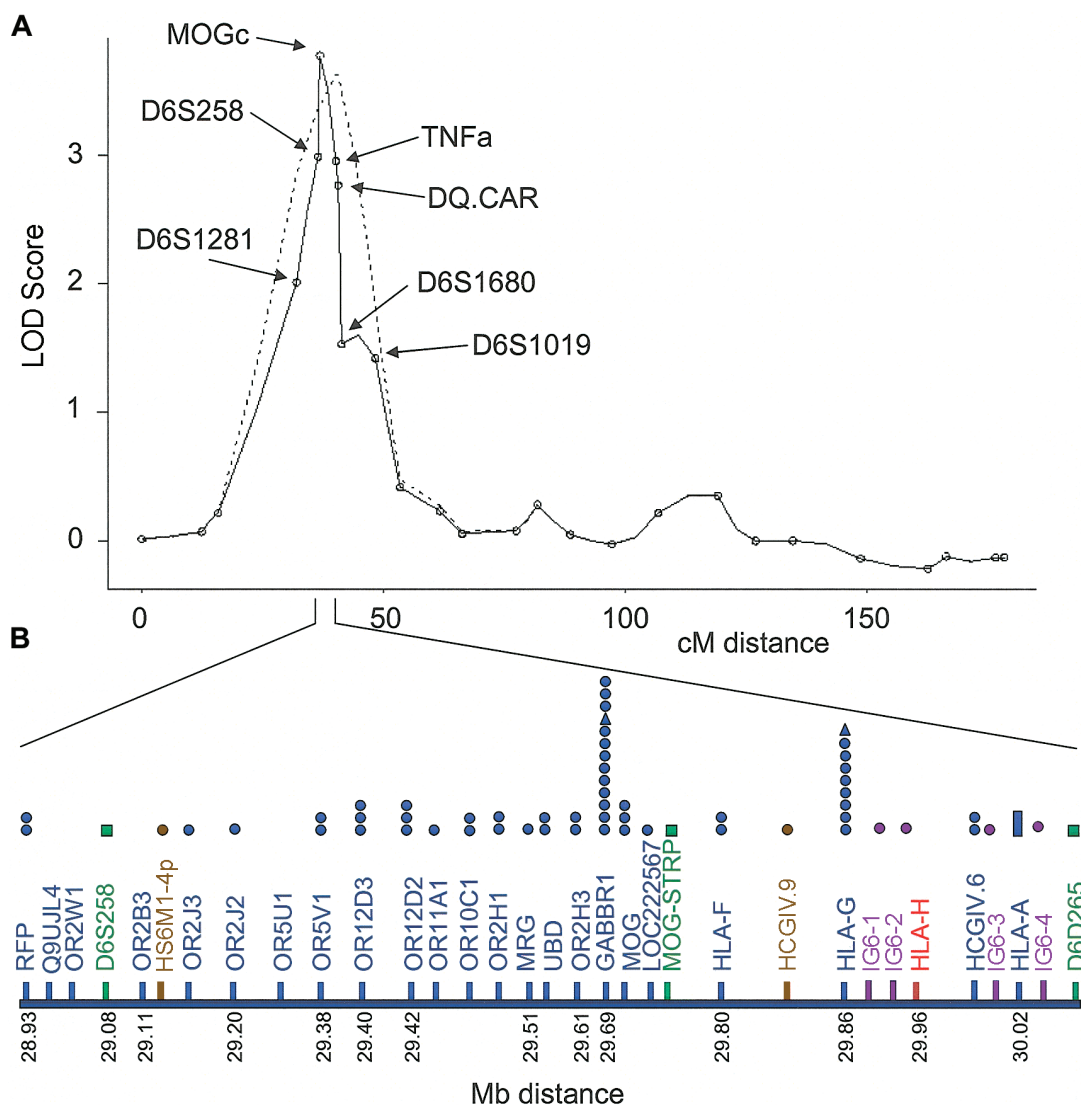 A
MOGc
D6S258
TNFa
3
DQ.CAR
D6S1281
D6S1680
2
D6S1019
LOD Score
1
0
0 50 100 150
cM distance
B
RFP
Q9UJL4
OR2W1
D6S258
OR2B3
HS6M1-4p
OR2J3
OR2J2
OR5U1
OR5V1
OR12D3
OR12D2
OR11A1
OR10C1
OR2H1
MRG
UBD
OR2H3
GABBR1
MOG
LOC222567
MOG-STRP
HLA-F
HCGIV.9
HLA-G
IG6-1
IG6-2
HLA-H
HCGIV.6
IG6-3
HLA-A
IG6-4
D6D265
28.93
29.08
29.11
29.20
29.38
29.40
29.42
29.51
29.61
29.69
29.80
29.86
29.96
30.02
Mb distance